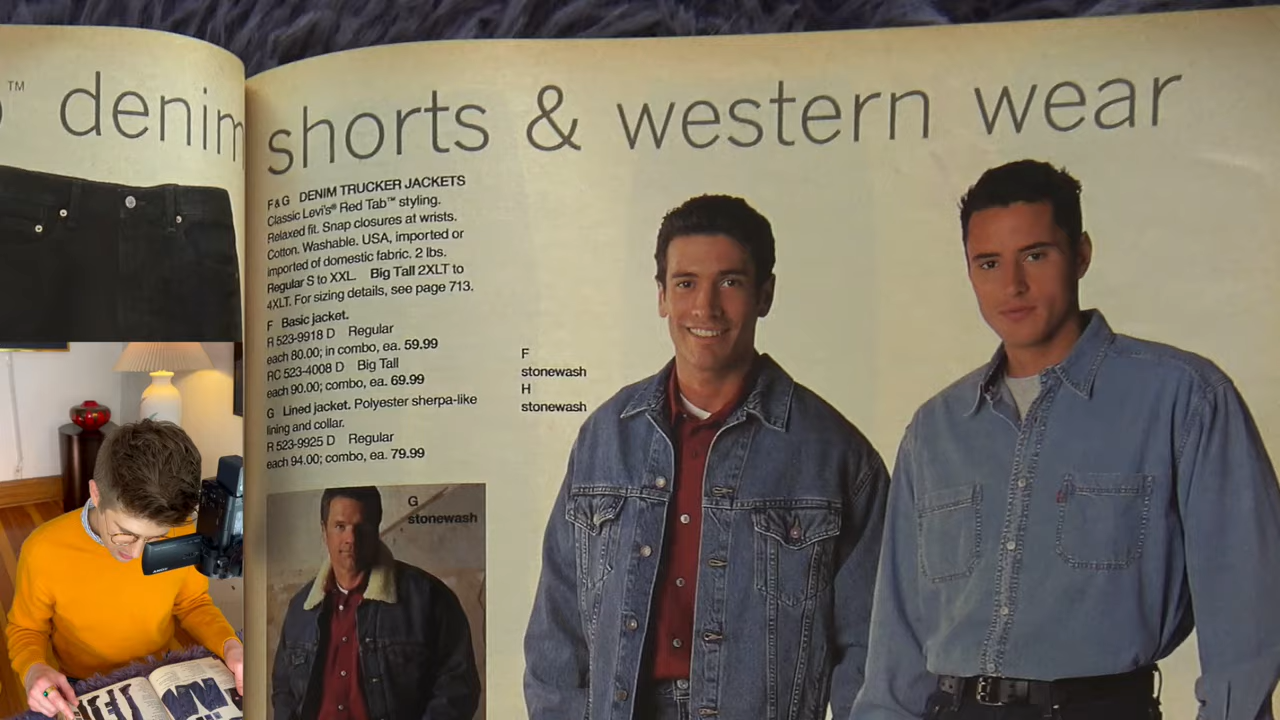 ™ denim shorts & western wear
F & G DENIM TRUCKER JACKETS
Classic Levi's® Red Tab™ styling.
Relaxed fit. Snap closures at wrists.
Cotton. Washable. USA, imported or
imported of domestic fabric. 2 lbs.
Regular S to XXL. Big Tall 2XLT to
4XLT. For sizing details, see page 713.
F Basic jacket.
R 523-9918 D Regular
each 80.00; in combo, ea. 59.99
RC 523-4008 D Big Tall
each 90.00; combo, ea. 69.99
G Lined jacket. Polyester sherpa-like
lining and collar.
R 523-9925 D Regular
each 94.00; combo, ea. 79.99
F
stonewash
H
stonewash
G
stonewash